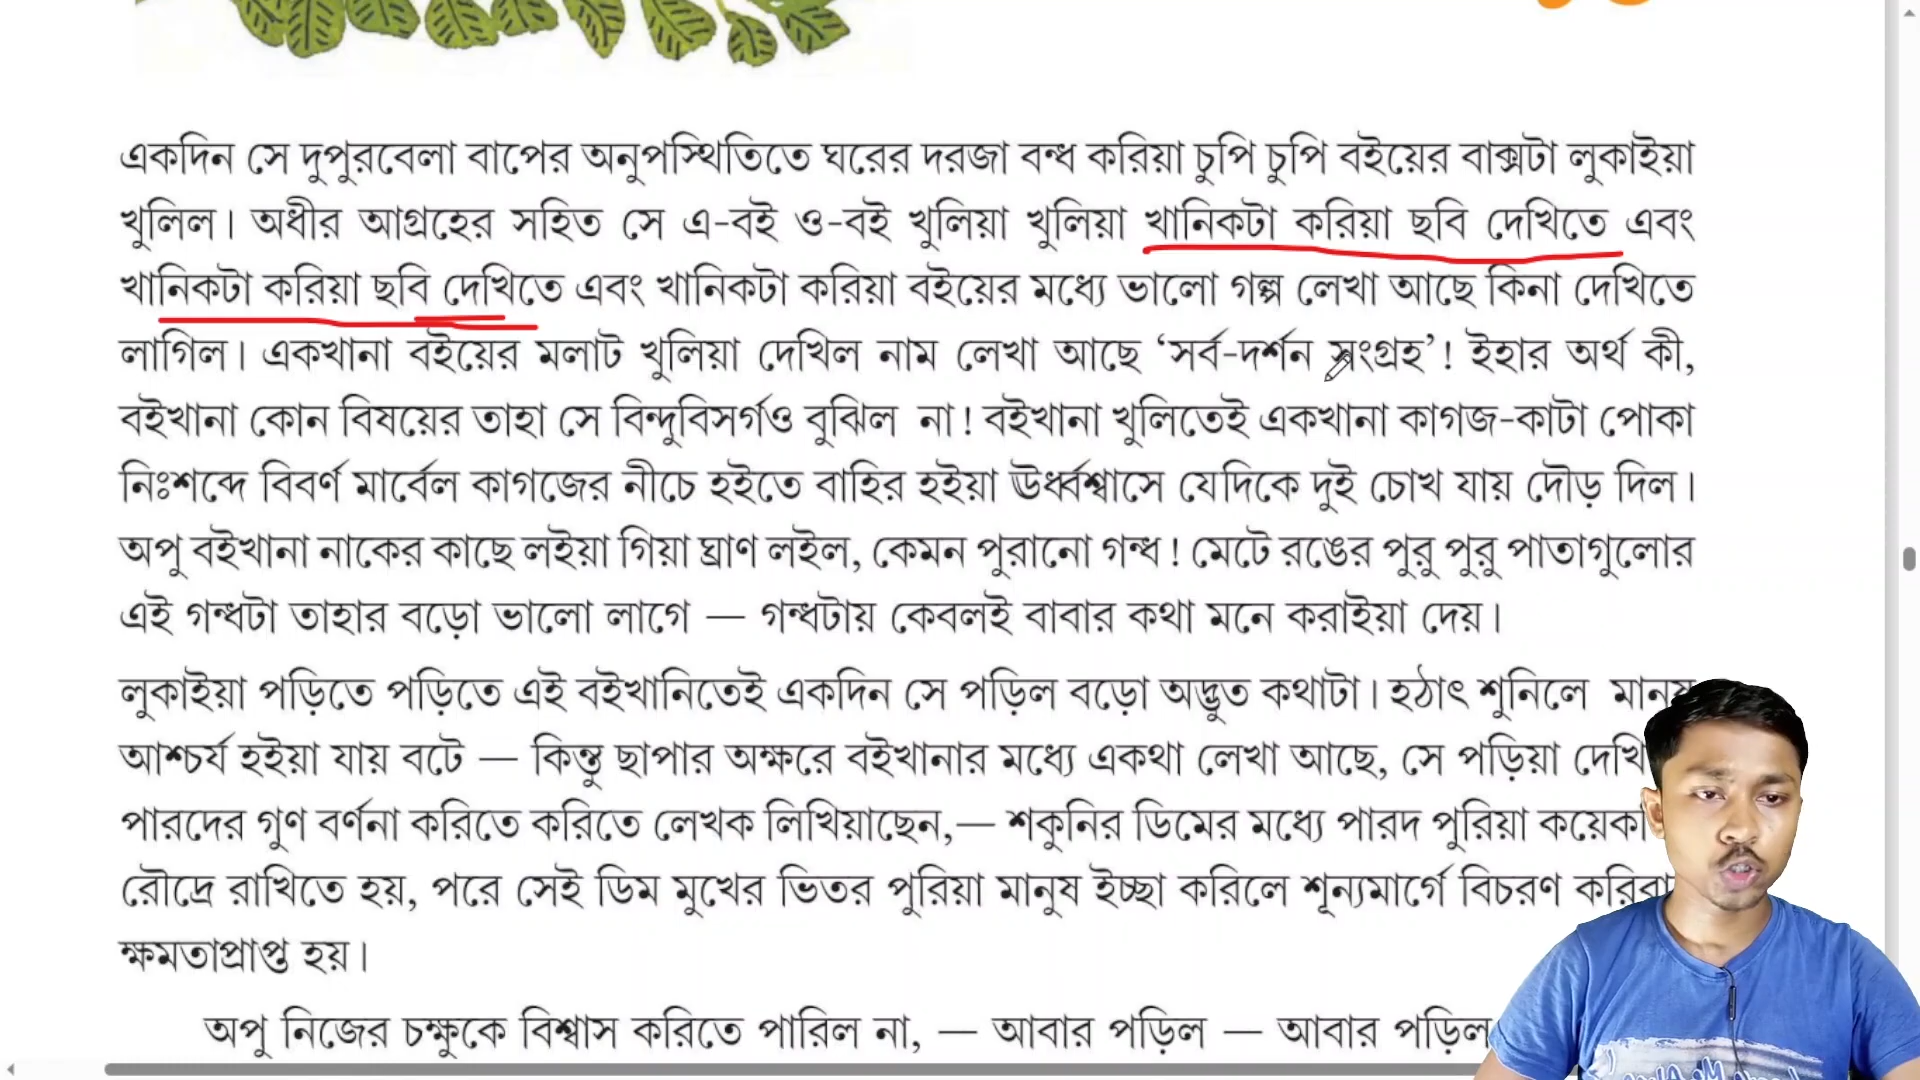 একদিন সে দুপুরবেলা বাপের অনুপস্থিতিতে ঘরের দরজা বন্ধ করিয়া চুপি চুপি বইয়ের বাক্সটা লুকাইয়া
খুলিল। অধীর আগ্রহের সহিত সে এ-বই ও-বই খুলিয়া খুলিয়া খানিকটা করিয়া ছবি দেখিতে এবং
খানিকটা করিয়া ছবি দেখিতে এবং খানিকটা করিয়া বইয়ের মধ্যে ভালো গল্প লেখা আছে কিনা দেখিতে
লাগিল। একখানা বইয়ের মলাট খুলিয়া দেখিল নাম লেখা আছে ‘সর্ব-দর্শন সংগ্রহ’! ইহার অর্থ কী,
বইখানা কোন বিষয়ের তাহা সে বিন্দুবিসর্গও বুঝিল না! বইখানা খুলিতেই একখানা কাগজ-কাটা পোকা
নিঃশব্দে বিবর্ণ মার্বেল কাগজের নীচে হইতে বাহির হইয়া ঊর্ধ্বশ্বাসে যেদিকে দুই চোখ যায় দৌড় দিল।
অপু বইখানা নাকের কাছে লইয়া গিয়া ঘ্রাণ লইল, কেমন পুরানো গন্ধ! মেটে রঙের পুরু পুরু পাতাগুলোর
এই গন্ধটা তাহার বড়ো ভালো লাগে — গন্ধটায় কেবলই বাবার কথা মনে করাইয়া দেয়।
লুকাইয়া পড়িতে পড়িতে এই বইখানিতেই একদিন সে পড়িল বড়ো অদ্ভুত কথাটা। হঠাৎ শুনিলে
আশ্চর্য হইয়া যায় বটে — কিন্তু ছাপার অক্ষরে বইখানার মধ্যে একথা লেখা আছে, সে পড়িয়া
পারদের গুণ বর্ণনা করিতে করিতে লেখক লিখিয়াছেন,— শকুনির ডিমের মধ্যে পারদ পুরিয়া
রৌদ্রে রাখিতে হয়, পরে সেই ডিম মুখের ভিতর পুরিয়া মানুষ ইচ্ছা করিলে শূন্যমার্গে বিচরণ
ক্ষমতাপ্রাপ্ত হয়।
অপু নিজের চক্ষুকে বিশ্বাস করিতে পারিল না, — আবার পড়িল — আবার পড়িল